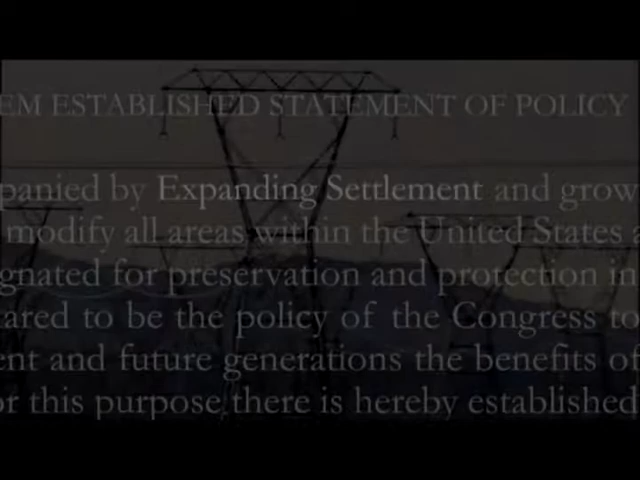 EM ESTABLISHED STATEMENT OF POLICY
panied by Expanding Settlement and grow
modify all areas within the United States a
gnated for preservation and protection in
ared to be the policy of the Congress to
ent and future generations the benefits of
or this purpose there is hereby established